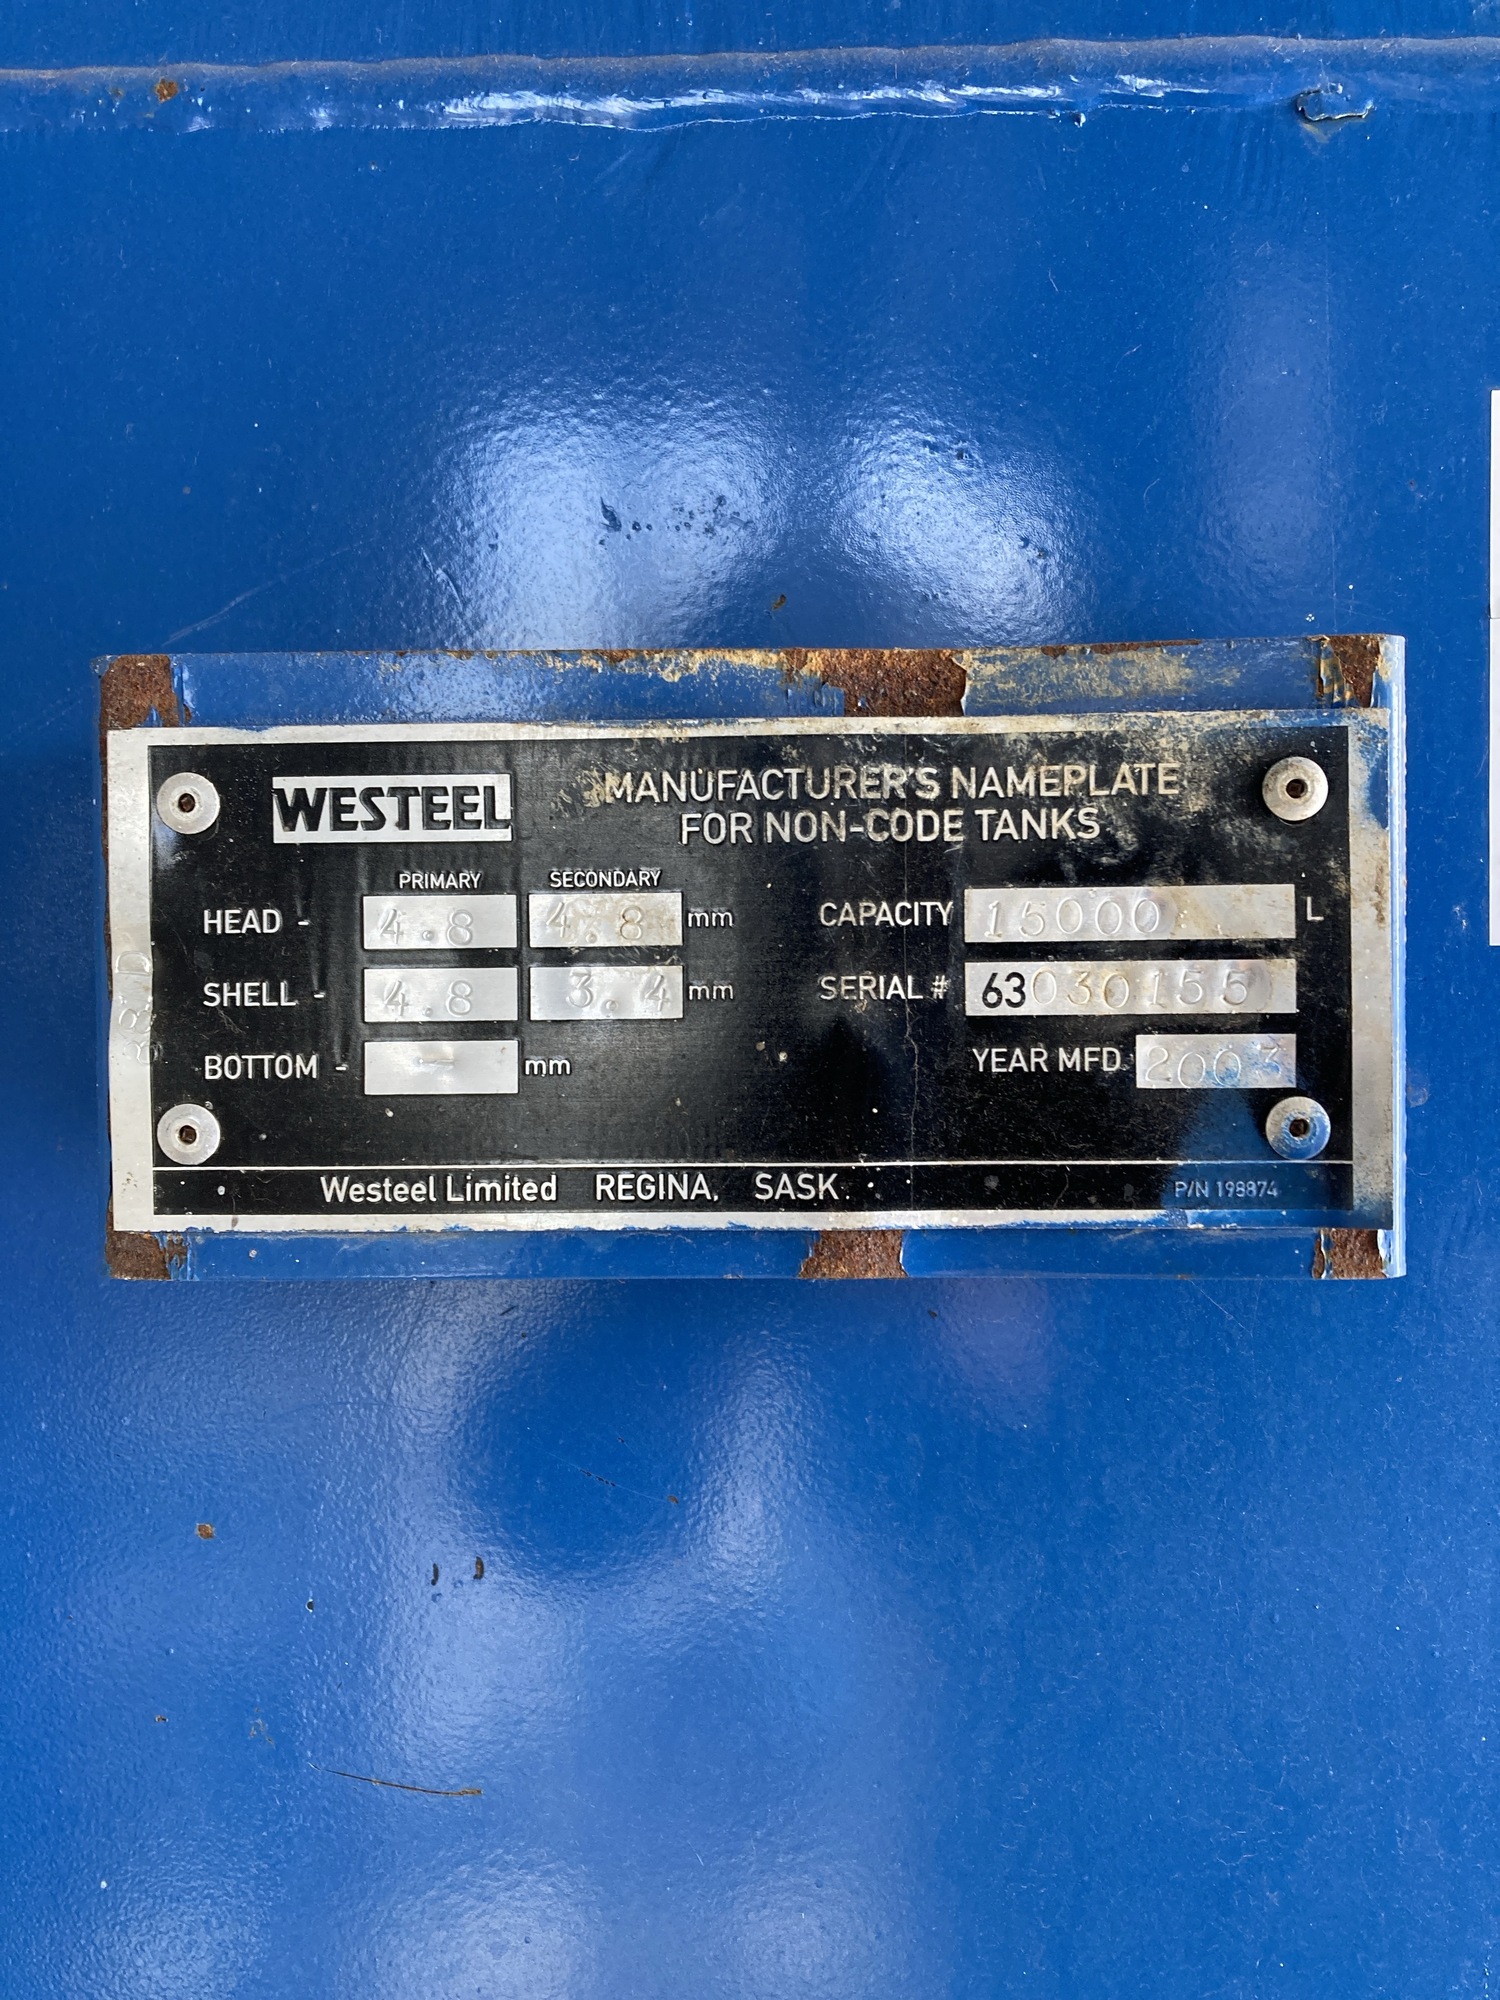 WESTEEL
MANUFACTURER'S NAMEPLATE
FOR NON-CODE TANKS
PRIMARY SECONDARY
HEAD - 4.8 4.8 mm
SHELL - 4.8 3.4 mm
BOTTOM - - mm
CAPACITY 15000 L
SERIAL # 63030155
YEAR MFD. 2003
Westeel Limited REGINA, SASK.
P/N 198874